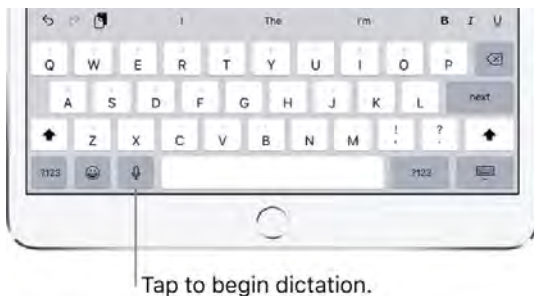 I The I'm B I U
Q W E R T Y U I O P
A S D F G H J K L next
Z X C V B N M ! , ? .
?123 ?123
Tap to begin dictation.